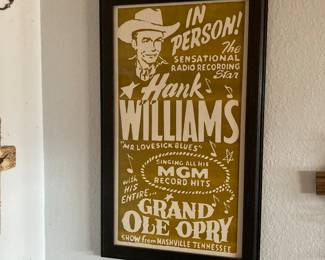 IN
PERSON!
The
SENSATIONAL
RADIO RECORDING
Star
Hank
WILLIAMS
"MR LOVESICK BLUES"
SINGING ALL HIS
MGM
RECORD HITS
with
HIS
ENTIRE...
GRAND
OLE OPRY
SHOW from NASHVILLE TENNESSEE